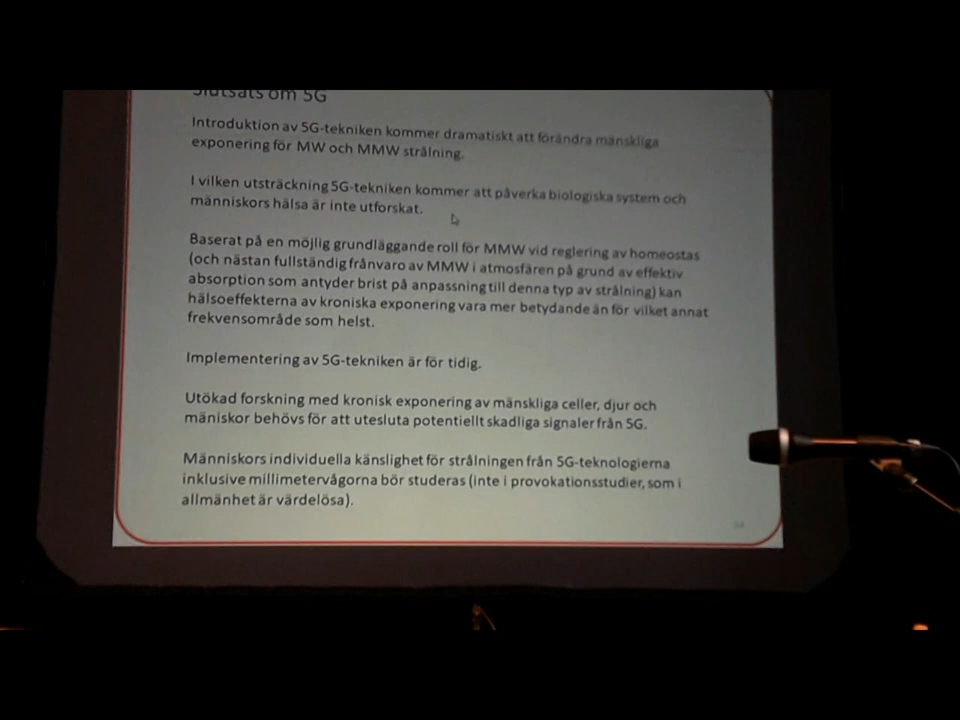 Slutsats om 5G
Introduktion av 5G-tekniken kommer dramatiskt att förändra mänskliga
exponering för MW och MMW strålning.
I vilken utsträckning 5G-tekniken kommer att påverka biologiska system och
människors hälsa är inte utforskat.
Baserat på en möjlig grundläggande roll för MMW vid reglering av homeostas
(och nästan fullständig frånvaro av MMW i atmosfären på grund av effektiv
absorption som antyder brist på anpassning till denna typ av strålning) kan
hälsoeffekterna av kroniska exponering vara mer betydande än för vilket annat
frekvensområde som helst.
Implementering av 5G-tekniken är för tidig.
Utökad forskning med kronisk exponering av mänskliga celler, djur och
mäniskor behövs för att utesluta potentiellt skadliga signaler från 5G.
Människors individuella känslighet för strålningen från 5G-teknologierna
inklusive millimetervågorna bör studeras (inte i provokationsstudier, som i
allmänhet är värdelösa).